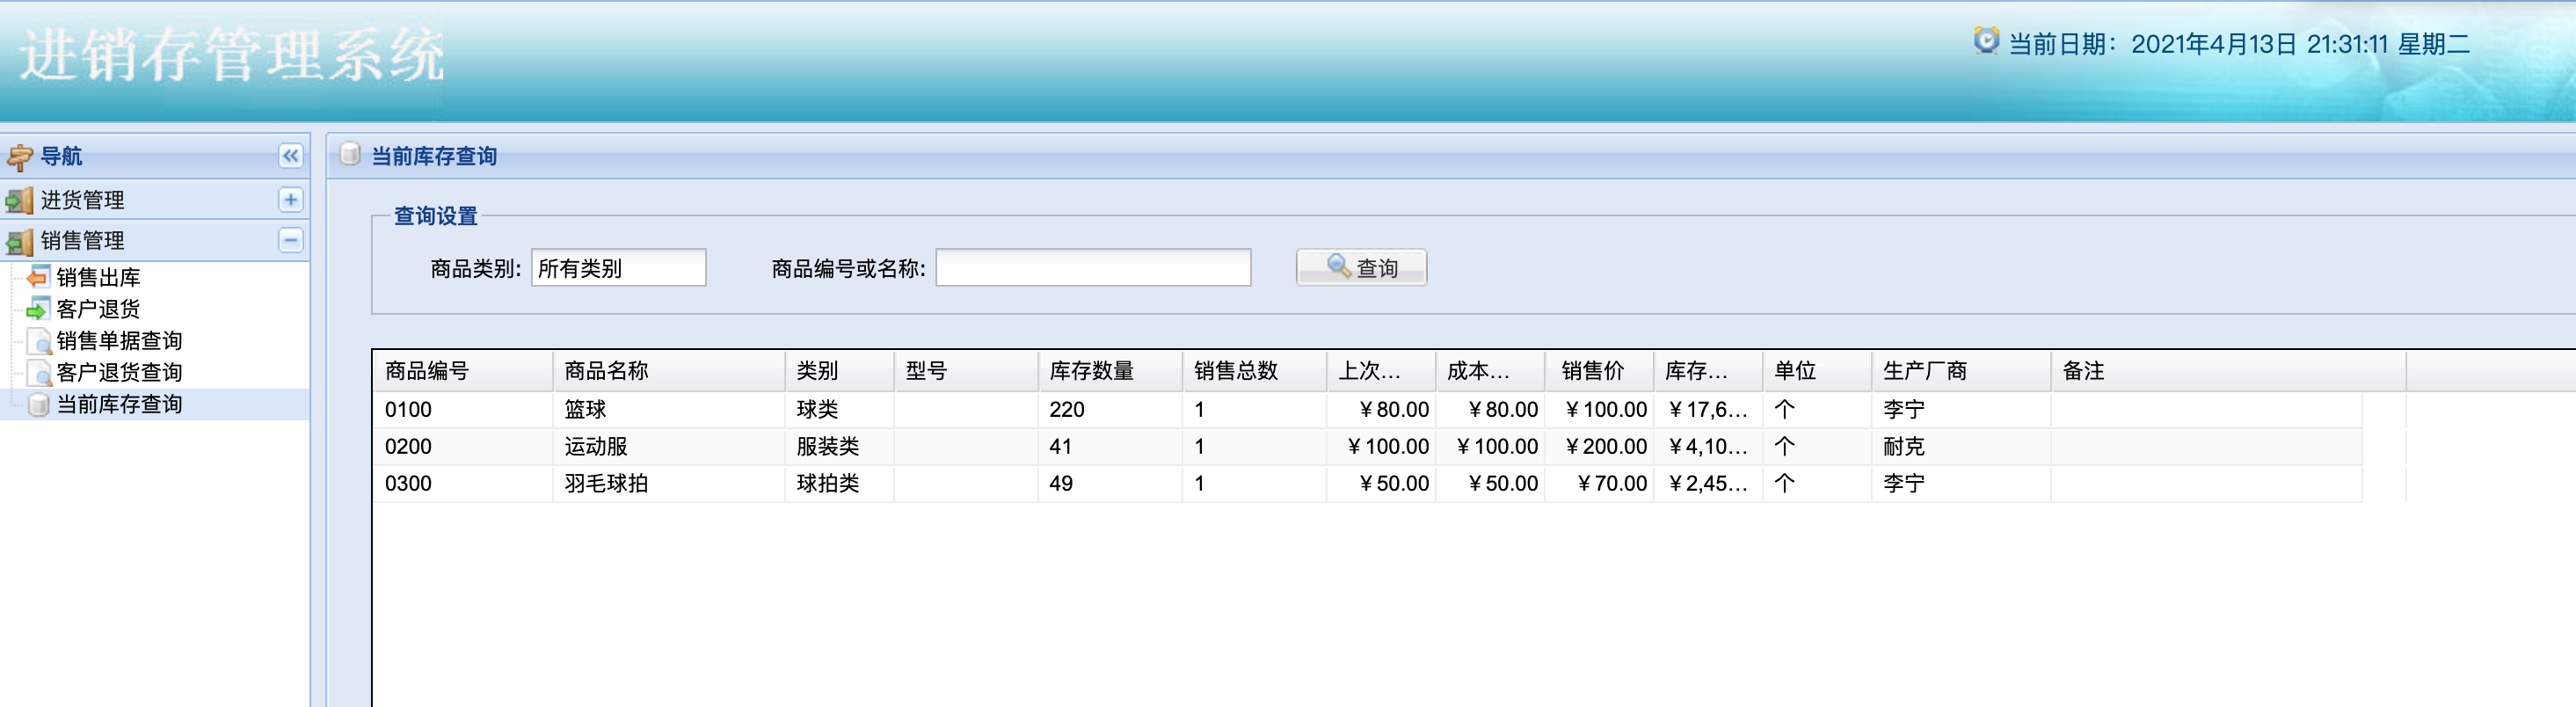 进销存管理系统
当前日期：2021年4月13日 21:31:11 星期二
导航
进货管理
销售管理
销售出库
客户退货
销售单据查询
客户退货查询
当前库存查询
当前库存查询
查询设置
商品类别: 所有类别 商品编号或名称: 查询
商品编号 商品名称 类别 型号 库存数量 销售总数 上次... 成本... 销售价 库存... 单位 生产厂商 备注
0100 篮球 球类 220 1 ￥80.00 ￥80.00 ￥100.00 ￥17,6... 个 李宁
0200 运动服 服装类 41 1 ￥100.00 ￥100.00 ￥200.00 ￥4,10... 个 耐克
0300 羽毛球拍 球拍类 49 1 ￥50.00 ￥50.00 ￥70.00 ￥2,45... 个 李宁